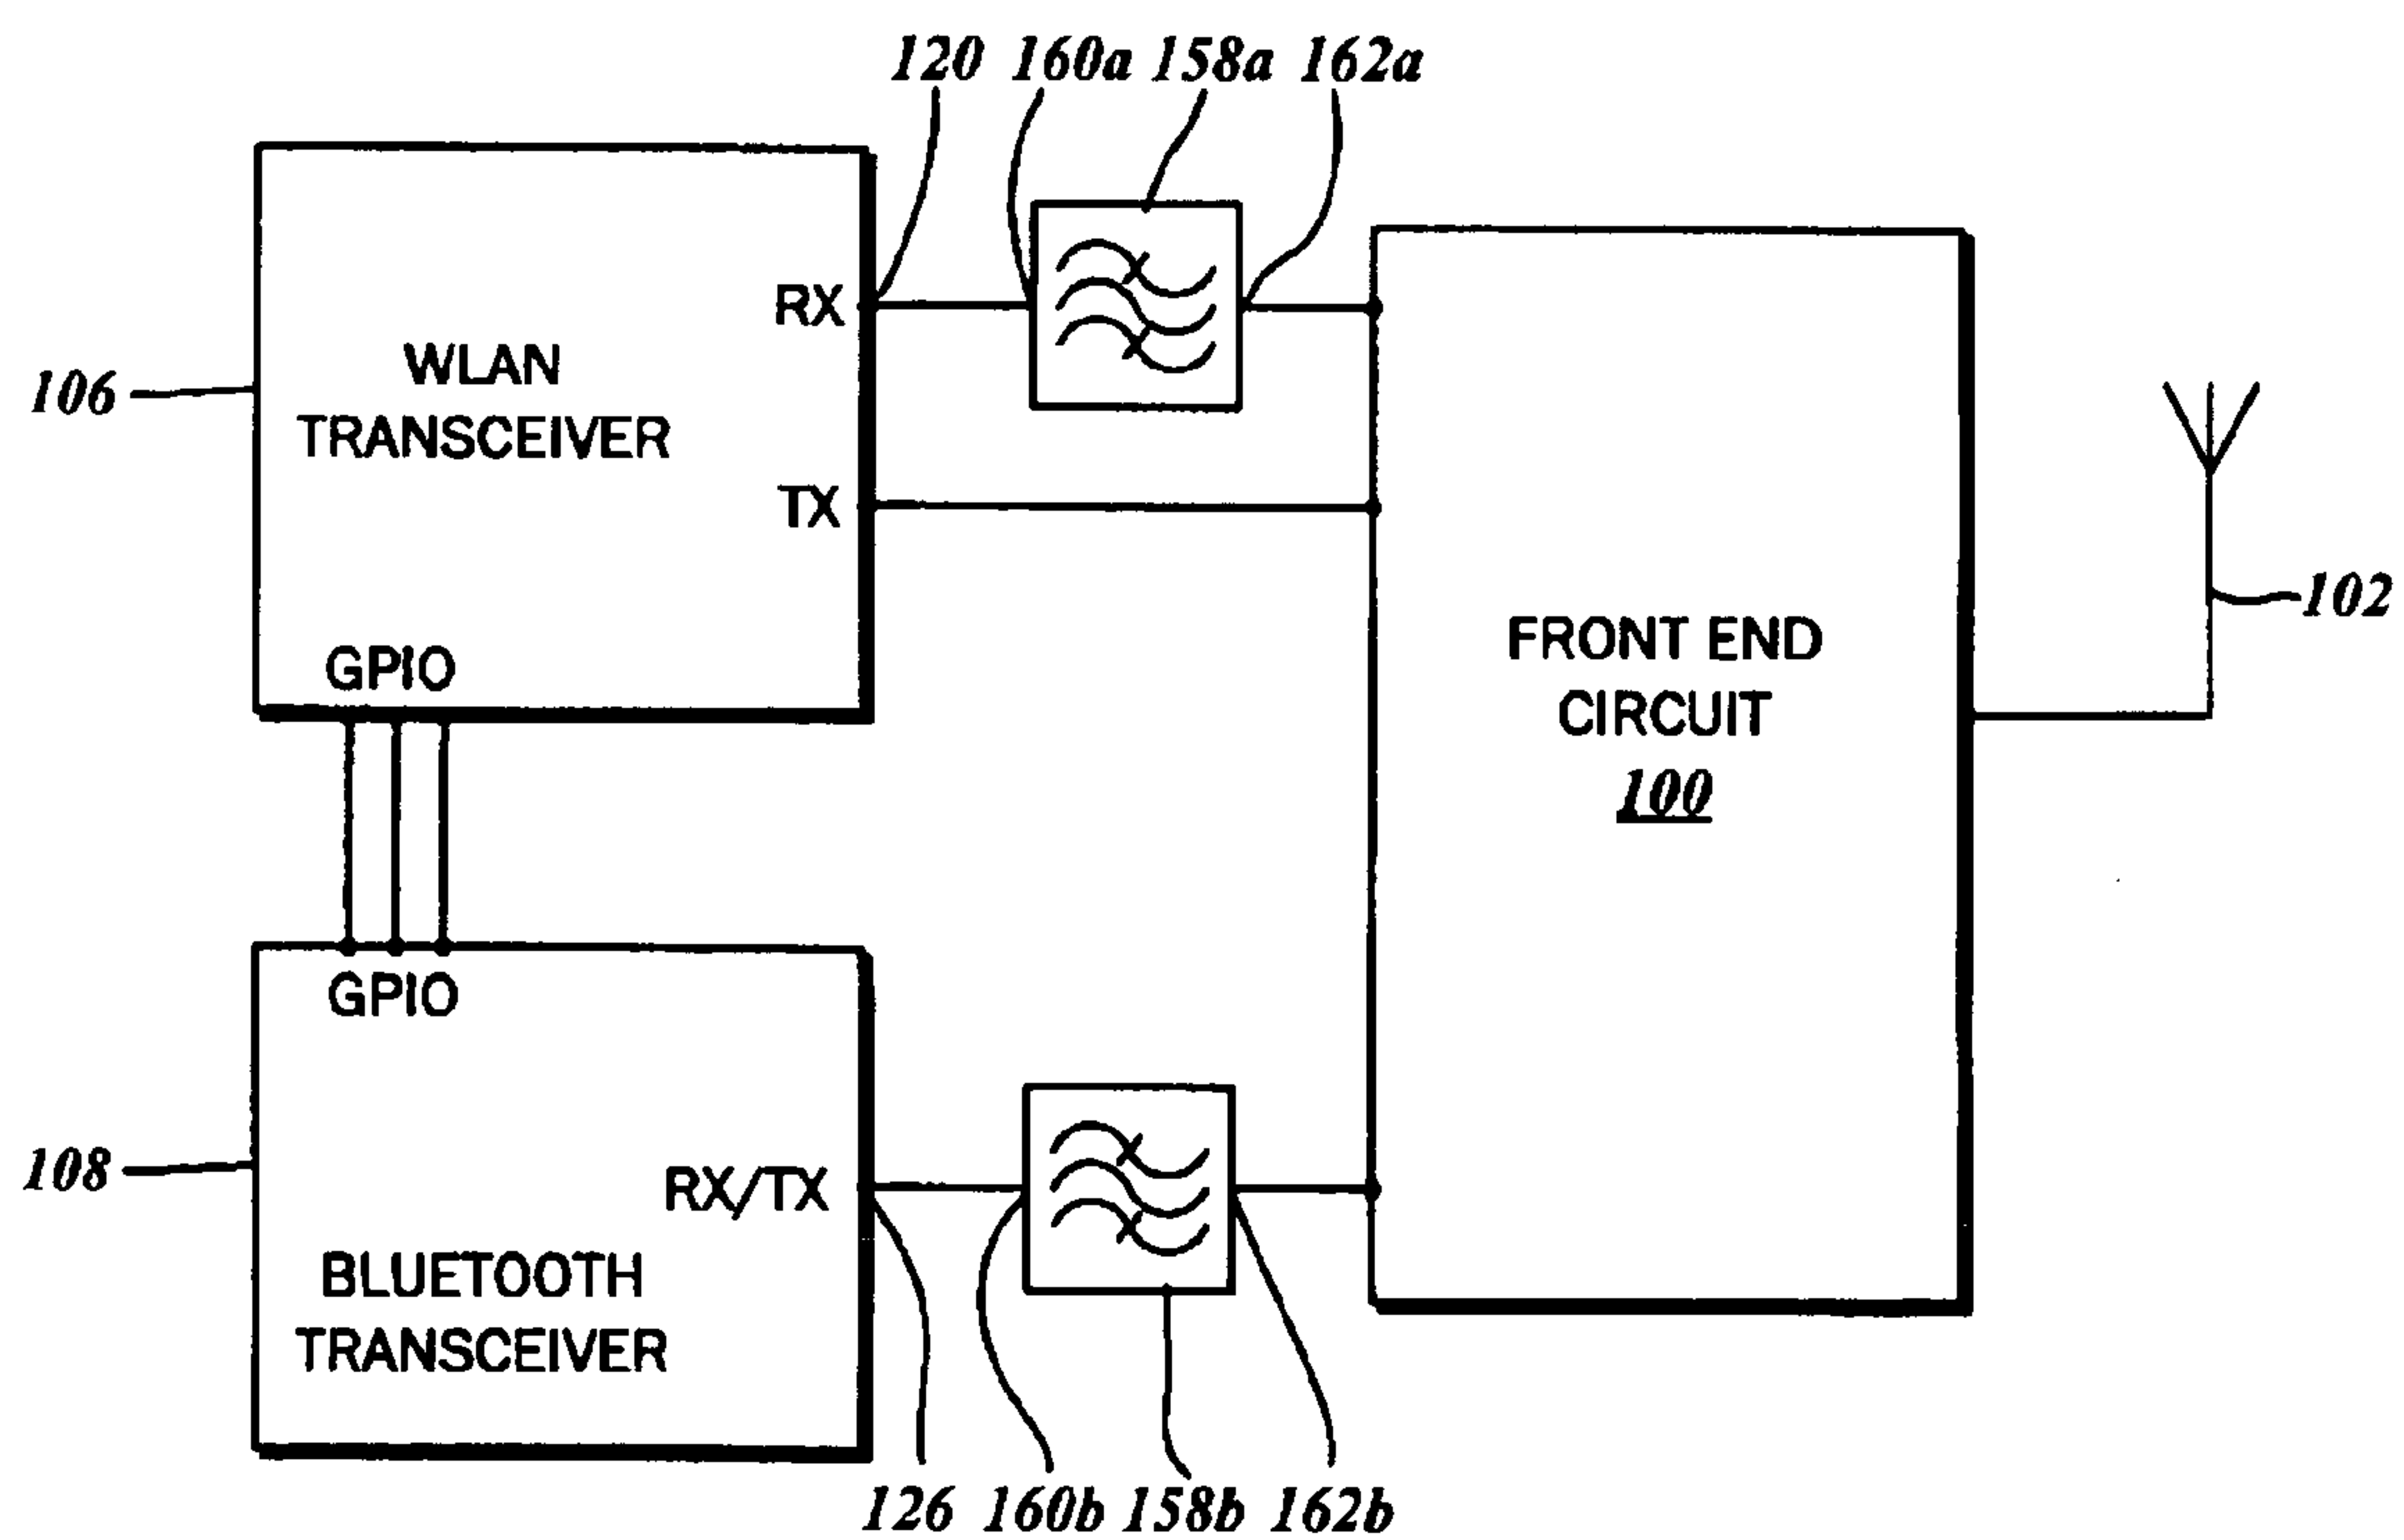 120 160a 158a 162a
RX
WLAN
TRANSCEIVER
106
TX
102
FRONT END
CIRCUIT
100
GPIO
GPIO
108
RX/TX
BLUETOOTH
TRANSCEIVER
126 160b 158b 162b